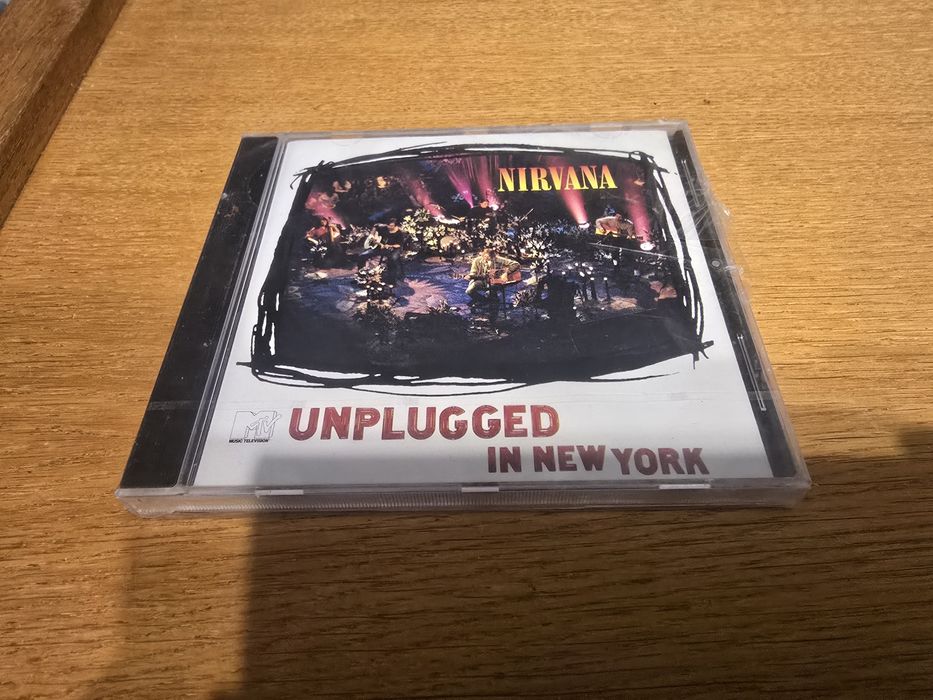 NIRVANA
MTV
MUSIC TELEVISION
UNPLUGGED
IN NEW YORK